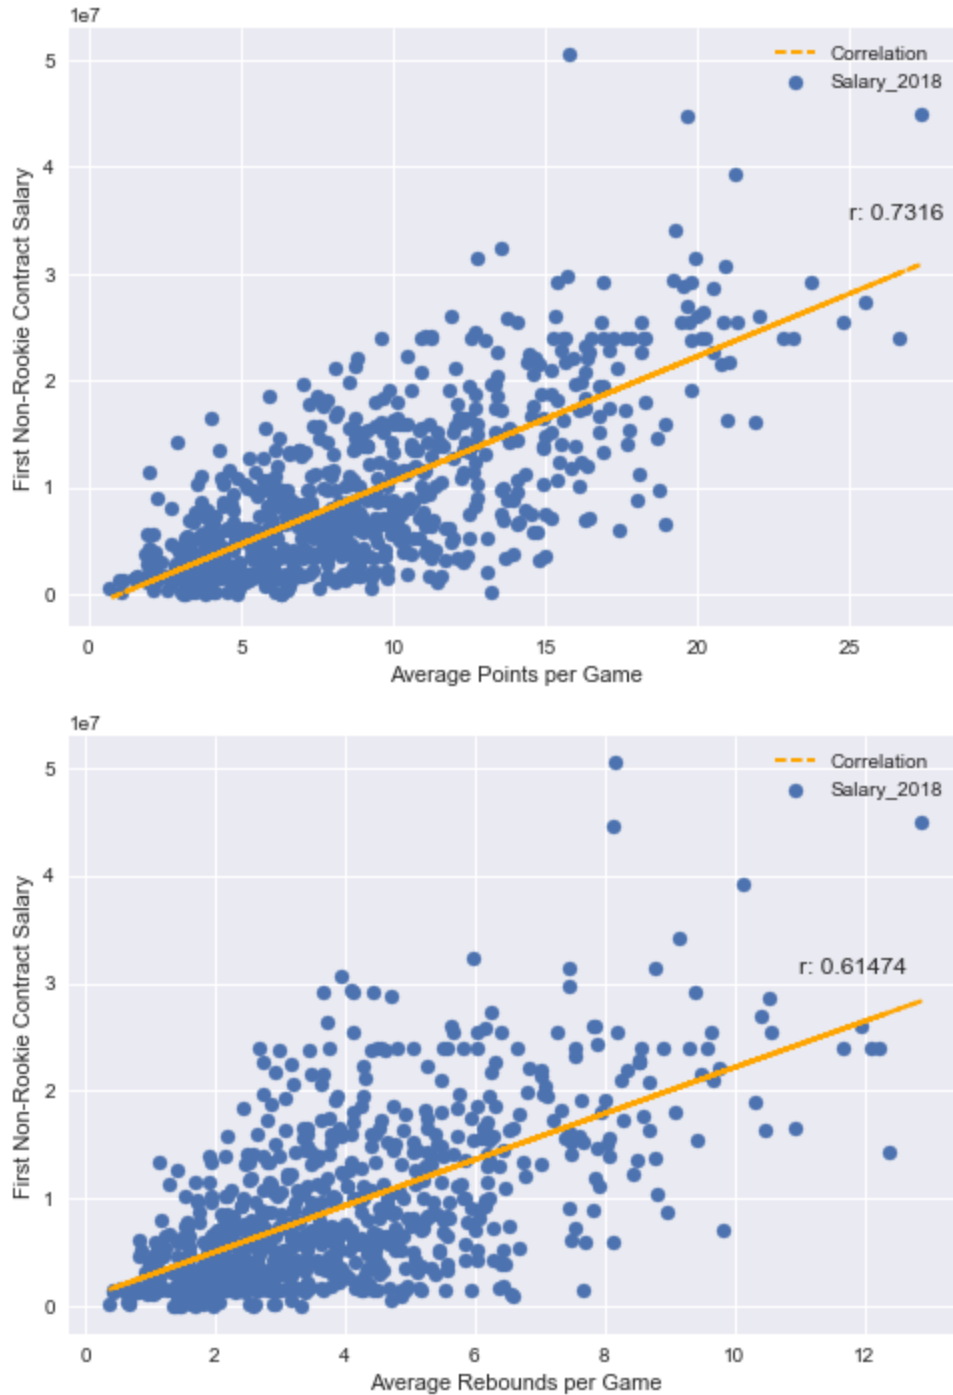 1e7
Correlation
Salary_2018
r: 0.7316
First Non-Rookie Contract Salary
5
4
3
2
1
0
0 5 10 15 20 25
Average Points per Game
1e7
Correlation
Salary_2018
r: 0.61474
First Non-Rookie Contract Salary
5
4
3
2
1
0
0 2 4 6 8 10 12
Average Rebounds per Game